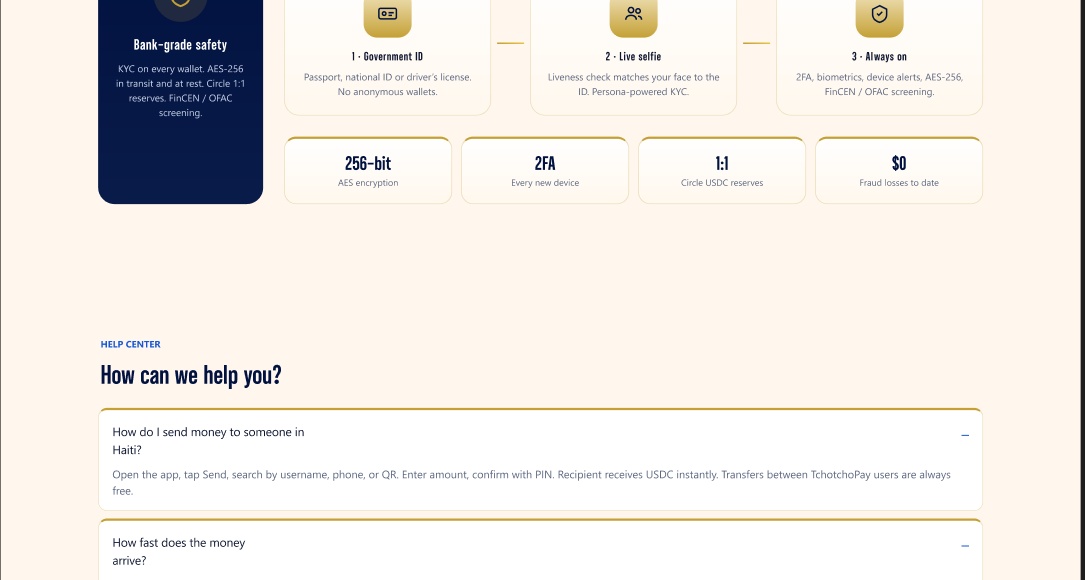 Bank-grade safety
KYC on every wallet. AES-256
in transit and at rest. Circle 1:1
reserves. FinCEN / OFAC
screening.
1 · Government ID
Passport, national ID or driver's license.
No anonymous wallets.
2 · Live selfie
Liveness check matches your face to the
ID. Persona-powered KYC.
3 · Always on
2FA, biometrics, device alerts, AES-256,
FinCEN / OFAC screening.
256-bit
AES encryption
2FA
Every new device
1:1
Circle USDC reserves
$0
Fraud losses to date
HELP CENTER
How can we help you?
How do I send money to someone in
Haiti?
Open the app, tap Send, search by username, phone, or QR. Enter amount, confirm with PIN. Recipient receives USDC instantly. Transfers between TchotchoPay users are always
free.
How fast does the money
arrive?